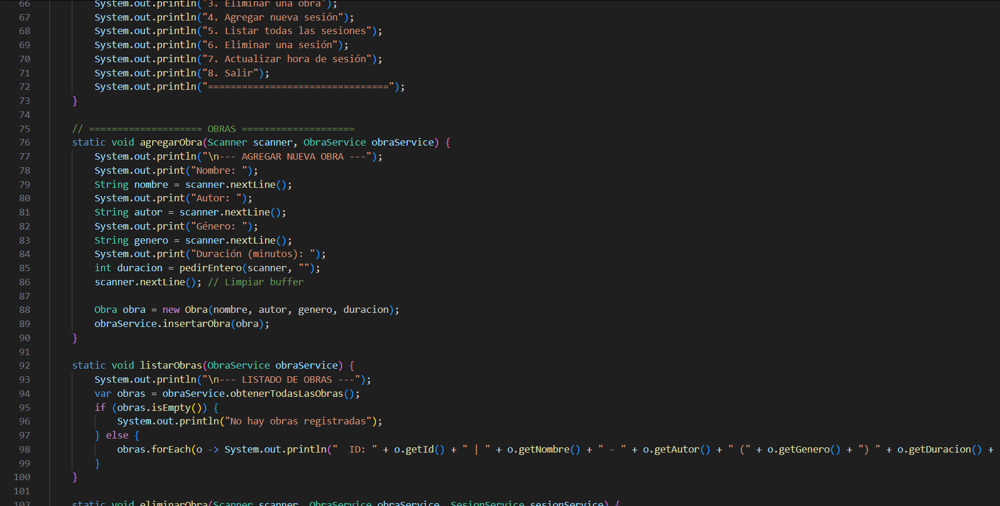 66 System.out.println("3. Eliminar una obra");
67 System.out.println("4. Agregar nueva sesión");
68 System.out.println("5. Listar todas las sesiones");
69 System.out.println("6. Eliminar una sesión");
70 System.out.println("7. Actualizar hora de sesión");
71 System.out.println("8. Salir");
72 System.out.println("================================");
73 }
74
75 // ==================== OBRAS ====================
76 static void agregarObra(Scanner scanner, ObraService obraService) {
77 System.out.println("\n--- AGREGAR NUEVA OBRA ---");
78 System.out.print("Nombre: ");
79 String nombre = scanner.nextLine();
80 System.out.print("Autor: ");
81 String autor = scanner.nextLine();
82 System.out.print("Género: ");
83 String genero = scanner.nextLine();
84 System.out.print("Duración (minutos): ");
85 int duracion = pedirEntero(scanner, "");
86 scanner.nextLine(); // Limpiar buffer
87
88 Obra obra = new Obra(nombre, autor, genero, duracion);
89 obraService.insertarObra(obra);
90 }
91
92 static void listarObras(ObraService obraService) {
93 System.out.println("\n--- LISTADO DE OBRAS ---");
94 var obras = obraService.obtenerTodasLasObras();
95 if (obras.isEmpty()) {
96 System.out.println("No hay obras registradas");
97 } else {
98 obras.forEach(o -> System.out.println("  ID: " + o.getId() + " | " + o.getNombre() + " - " + o.getAutor() + " (" + o.getGenero() + ") " + o.getDuracion() +
99 }
100 }
101
102 static void eliminarObra(Scanner scanner, ObraService obraService, SesionService sesionService) {